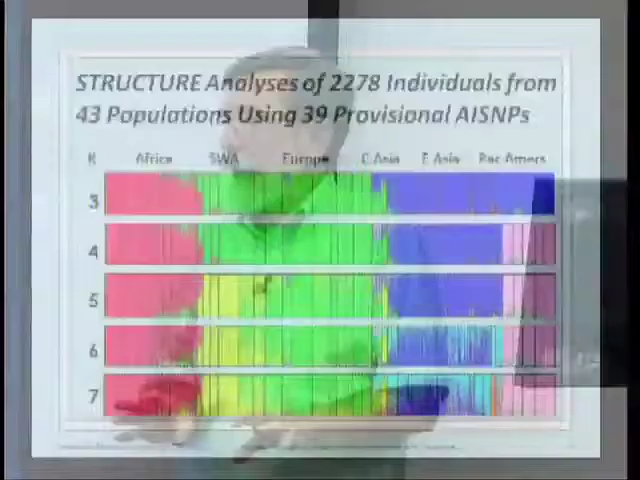 STRUCTURE Analyses of 2278 Individuals from
43 Populations Using 39 Provisional AISNPs
K Africa SWA Europe C Asia E Asia Pac Amers
3
4
5
6
7